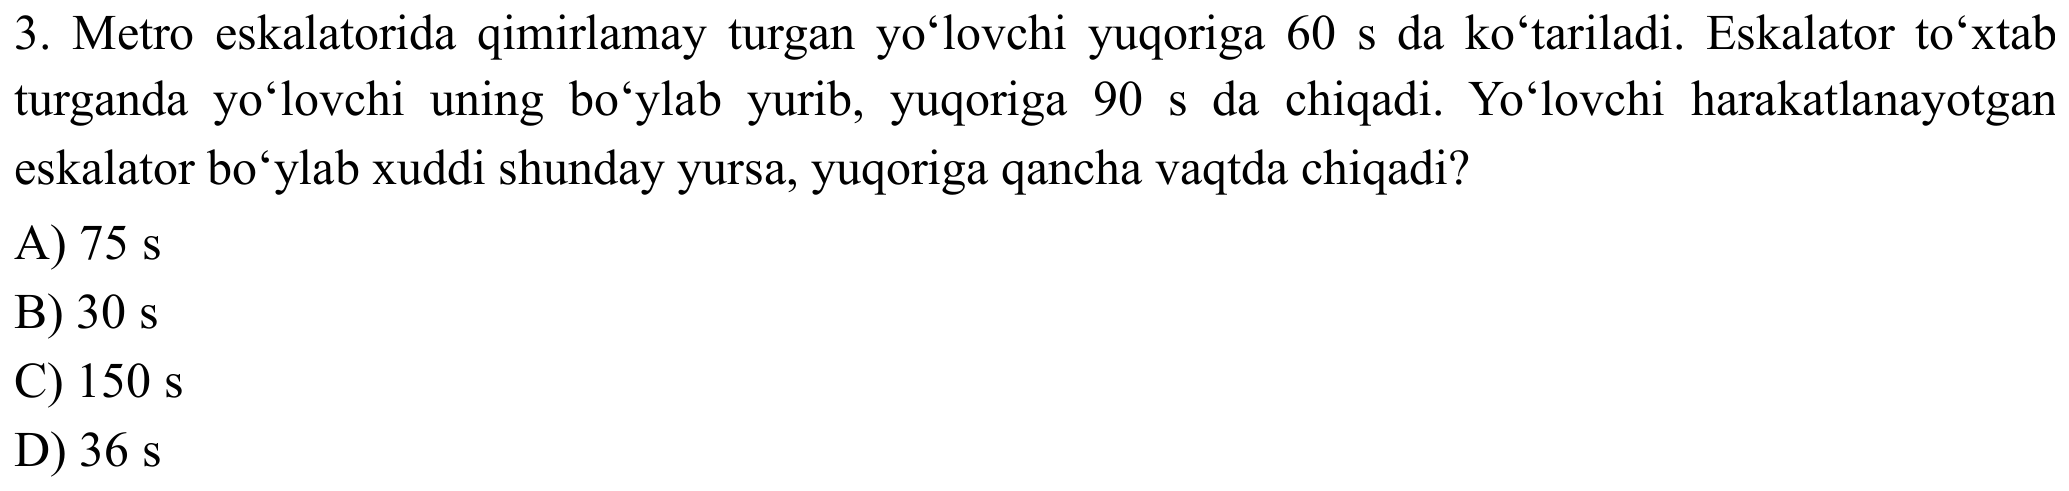 3. Metro eskalatorida qimirlamay turgan yo‘lovchi yuqoriga 60 s da ko‘tariladi. Eskalator to‘xtab
turganda yo‘lovchi uning bo‘ylab yurib, yuqoriga 90 s da chiqadi. Yo‘lovchi harakatlanayotgan
eskalator bo‘ylab xuddi shunday yursa, yuqoriga qancha vaqtda chiqadi?
A) 75 s
B) 30 s
C) 150 s
D) 36 s